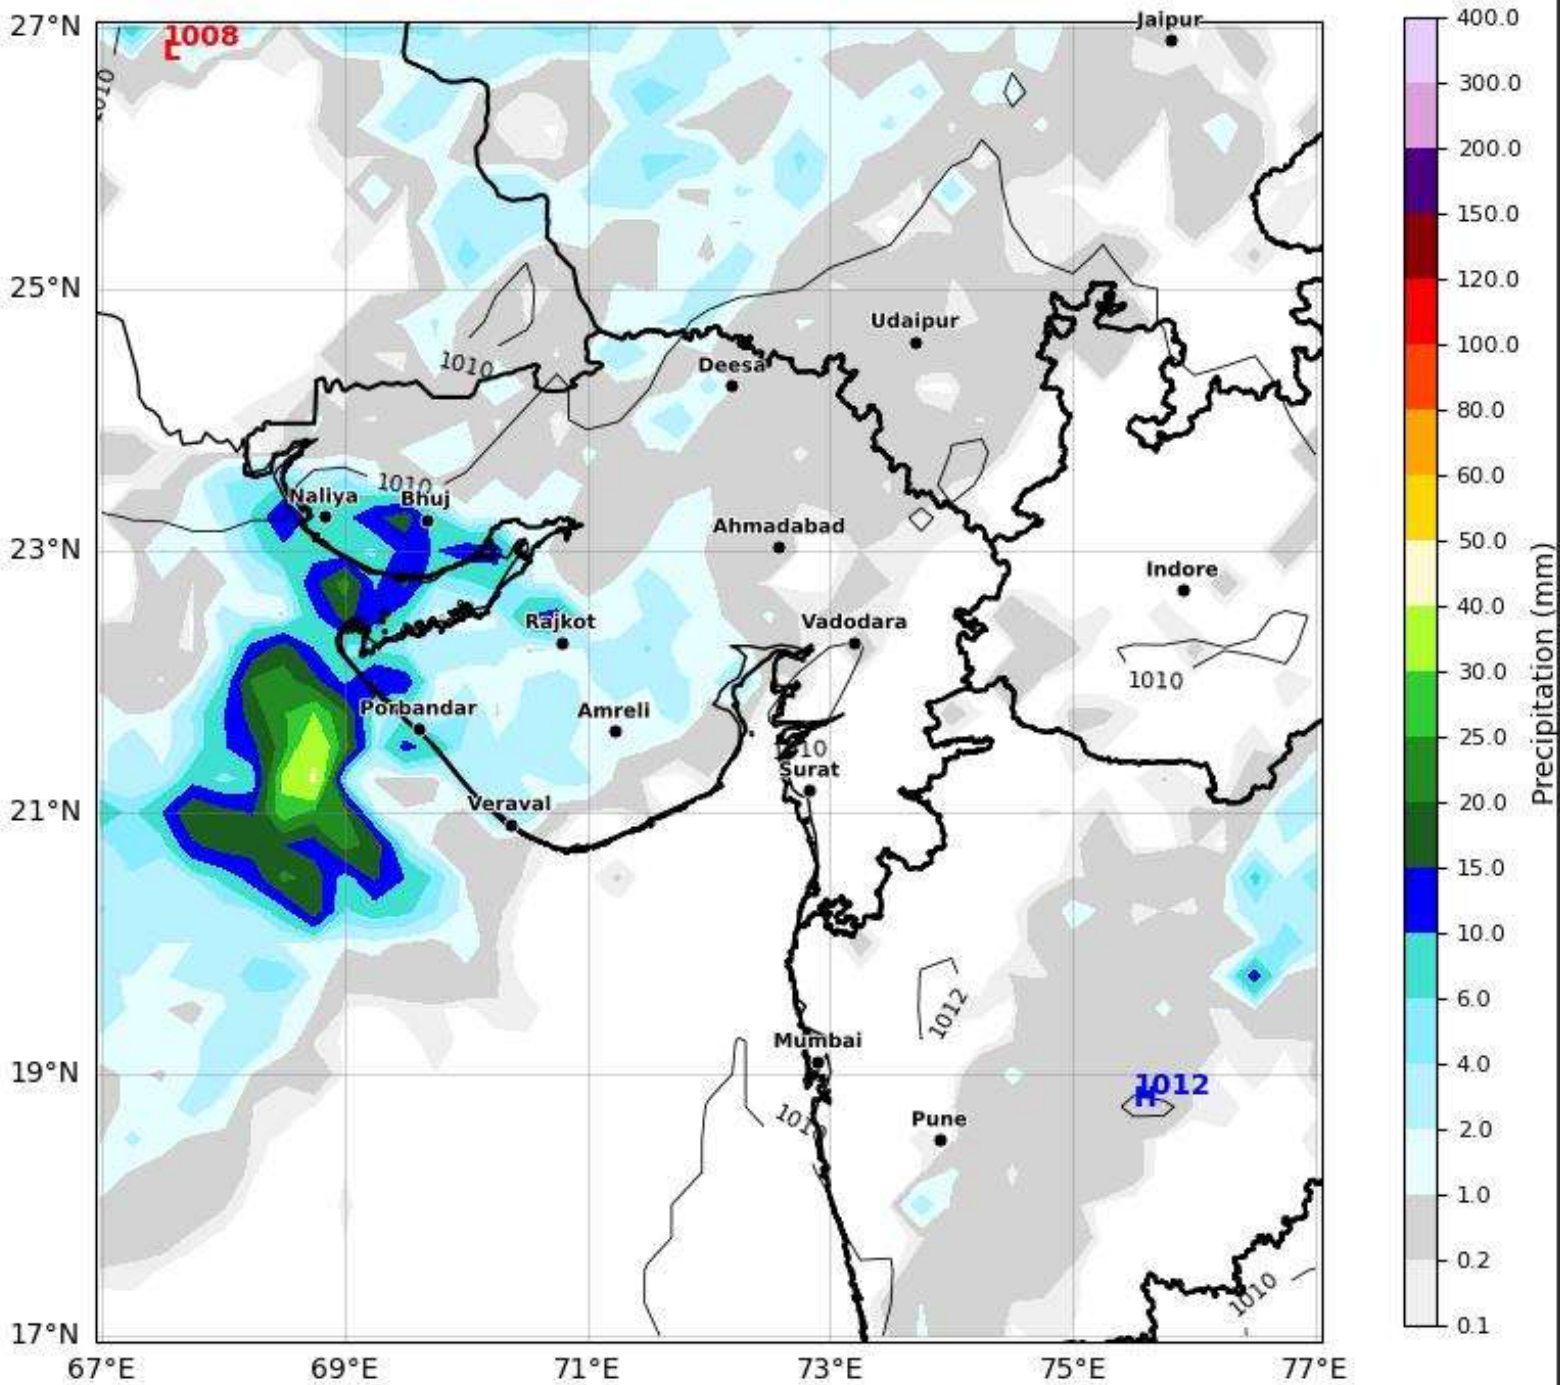 27°N
25°N
23°N
21°N
19°N
17°N
67°E
69°E
71°E
73°E
75°E
77°E
1008
L
1010
Jaipur
Udaipur
1010
Deesa
1010
Naliya
Bhuj
Ahmadabad
Indore
Rajkot
Vadodara
1010
Porbandar
Amreli
1010
Surat
Veraval
1012
Mumbai
1012
H
1010
Pune
1010
400.0
300.0
200.0
150.0
120.0
100.0
80.0
60.0
50.0
40.0
30.0
25.0
20.0
15.0
10.0
6.0
4.0
2.0
1.0
0.2
0.1
Precipitation (mm)